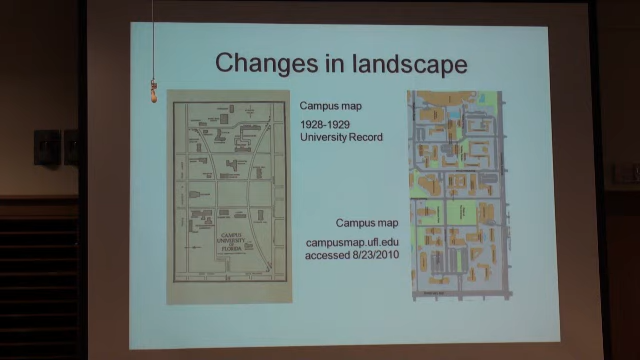 Changes in landscape
Campus map
1928-1929
University Record
CAMPUS
UNIVERSITY
OF
FLORIDA
Campus map
campusmap.ufl.edu
accessed 8/23/2010